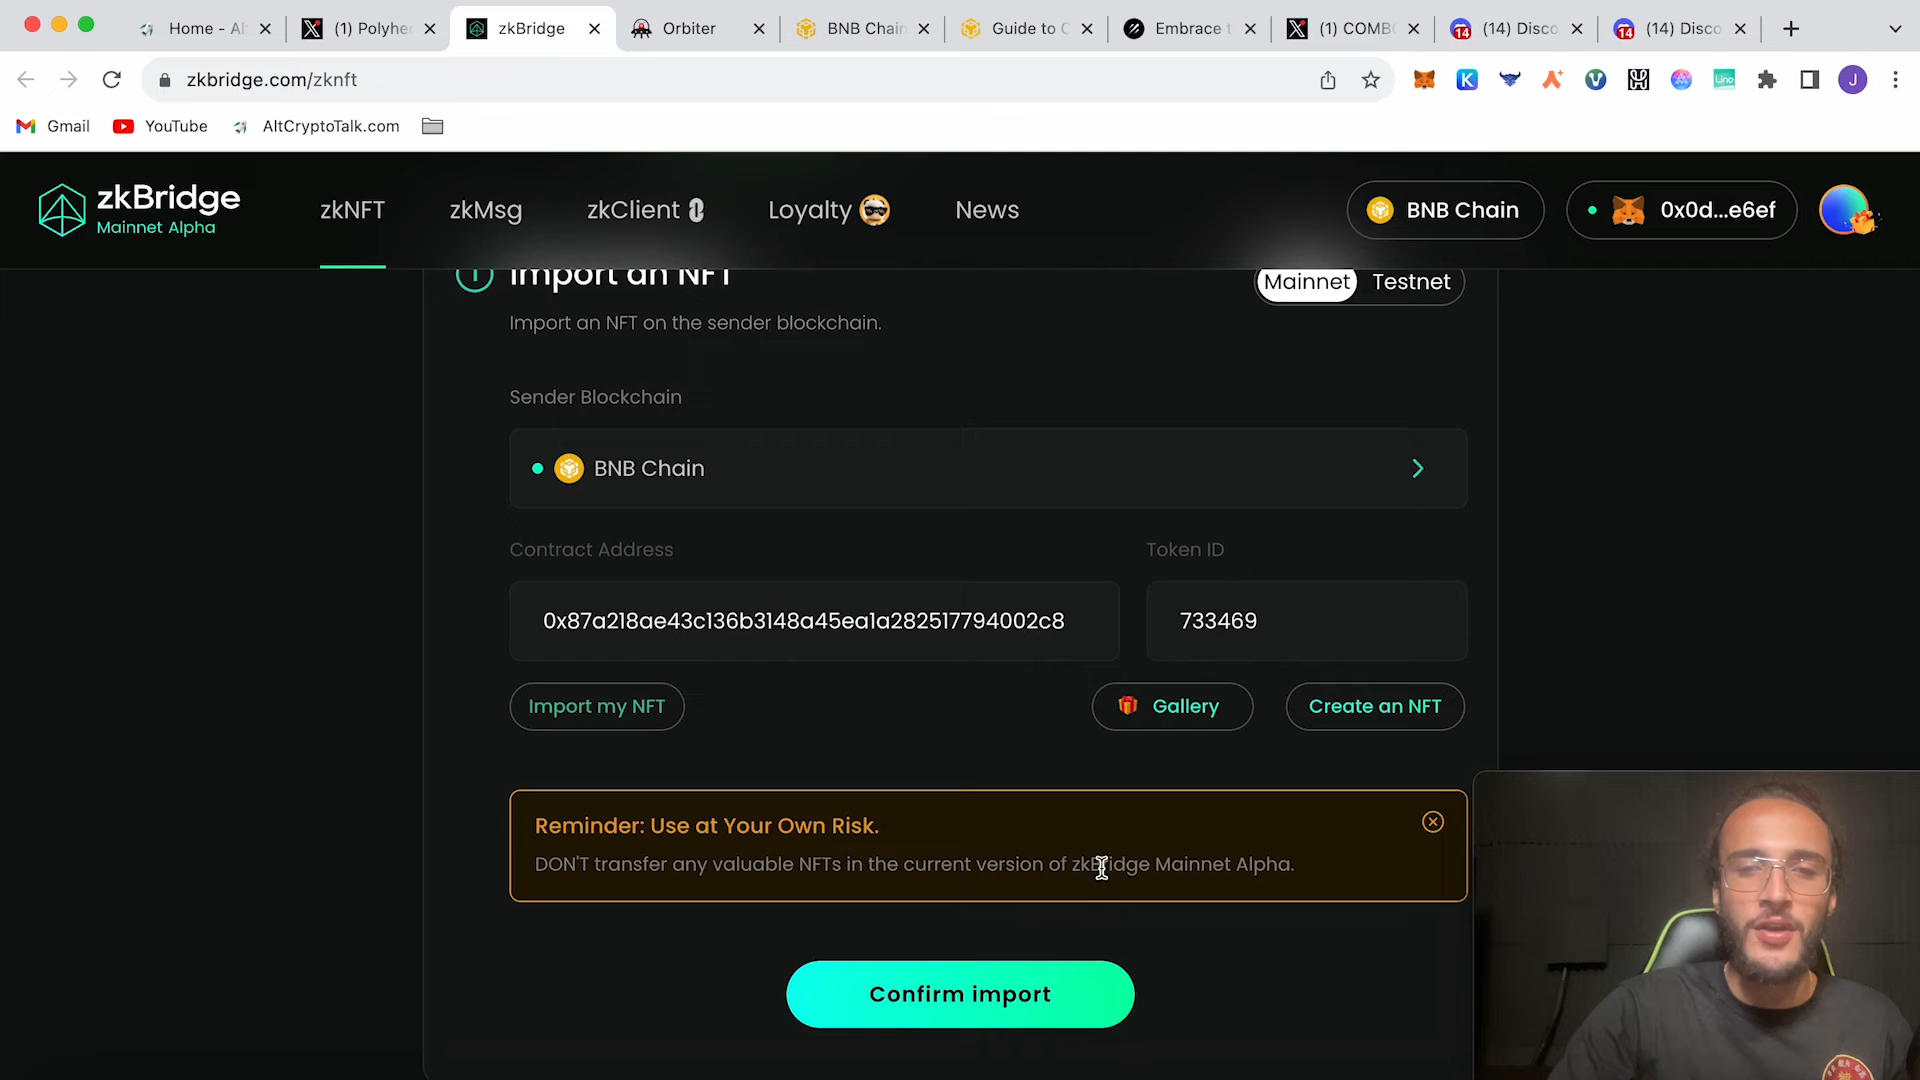 Home - Al
(1) Polyhe
zkBridge
Orbiter
BNB Chain
Guide to C
Embrace t
(1) COMB
14
(14) Disco
14
(14) Disco
zkbridge.com/zknft
J
Gmail
YouTube
AltCryptoTalk.com
zkBridge
Mainnet Alpha
zkNFT
zkMsg
zkClient
Loyalty
News
BNB Chain
0x0d...e6ef
1
Import an NFT
Mainnet
Testnet
Import an NFT on the sender blockchain.
Sender Blockchain
BNB Chain
Contract Address
Token ID
0x87a218ae43c136b3148a45ea1a282517794002c8
733469
Import my NFT
Gallery
Create an NFT
Reminder: Use at Your Own Risk.
DON'T transfer any valuable NFTs in the current version of zkBridge Mainnet Alpha.
Confirm import